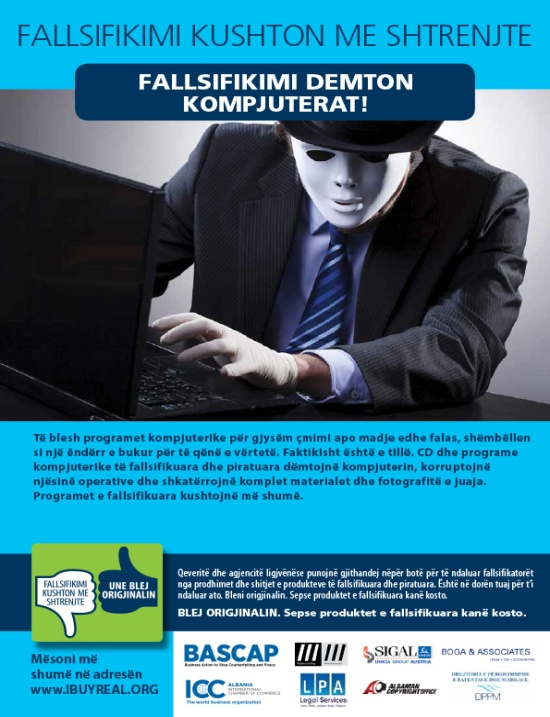 FALLSIFIKIMI KUSHTON ME SHTRENJTE
FALLSIFIKIMI DEMTON
KOMPJUTERAT!
Të blesh programet kompjuterike për gjysëm çmimi apo madje edhe falas, shëmbëllen
si një ëndërr e bukur për të qënë e vërtetë. Faktikisht është e tillë. CD dhe programe
kompjuterike të fallsifikuara dhe piratuara dëmtojnë kompjuterin, korruptojnë
njësinë operative dhe shkatërrojnë komplet materialet dhe fotografitë e juaja.
Programet e fallsifikuara kushtojnë më shumë.
FALLSIFIKIMI
KUSHTON ME
SHTRENJTE
UNE BLEJ
ORIGJINALIN
Qeveritë dhe agjencitë ligjvënëse punojnë gjithandej nëpër botë për të ndaluar fallsifikatorët
nga prodhimet dhe shitjet e produkteve të fallsifikuara dhe piratuara. Është në dorën tuaj për t'i
ndaluar ato. Bleni origjinalin. Sepse produktet e fallsifikuara kanë kosto.
BLEJ ORIGJINALIN. Sepse produktet e fallsifikuara kanë kosto.
Mësoni më
shumë në adresën
www.IBUYREAL.ORG
BASCAP
Business Action to Stop Counterfeiting and Piracy
SIGAL
UNIQA GROUP AUSTRIA
BOGA & ASSOCIATES
LEGAL • TAX • ACCOUNTING
ICC ALBANIA
INTERNATIONAL
CHAMBER OF COMMERCE
The world business organization
LPA
Legal Services
ALBANIAN
COPYRIGHT OFFICE
DREJTORIA E PËRGJITHSHME
E PATENTAVE DHE MARKAVE
DPPM